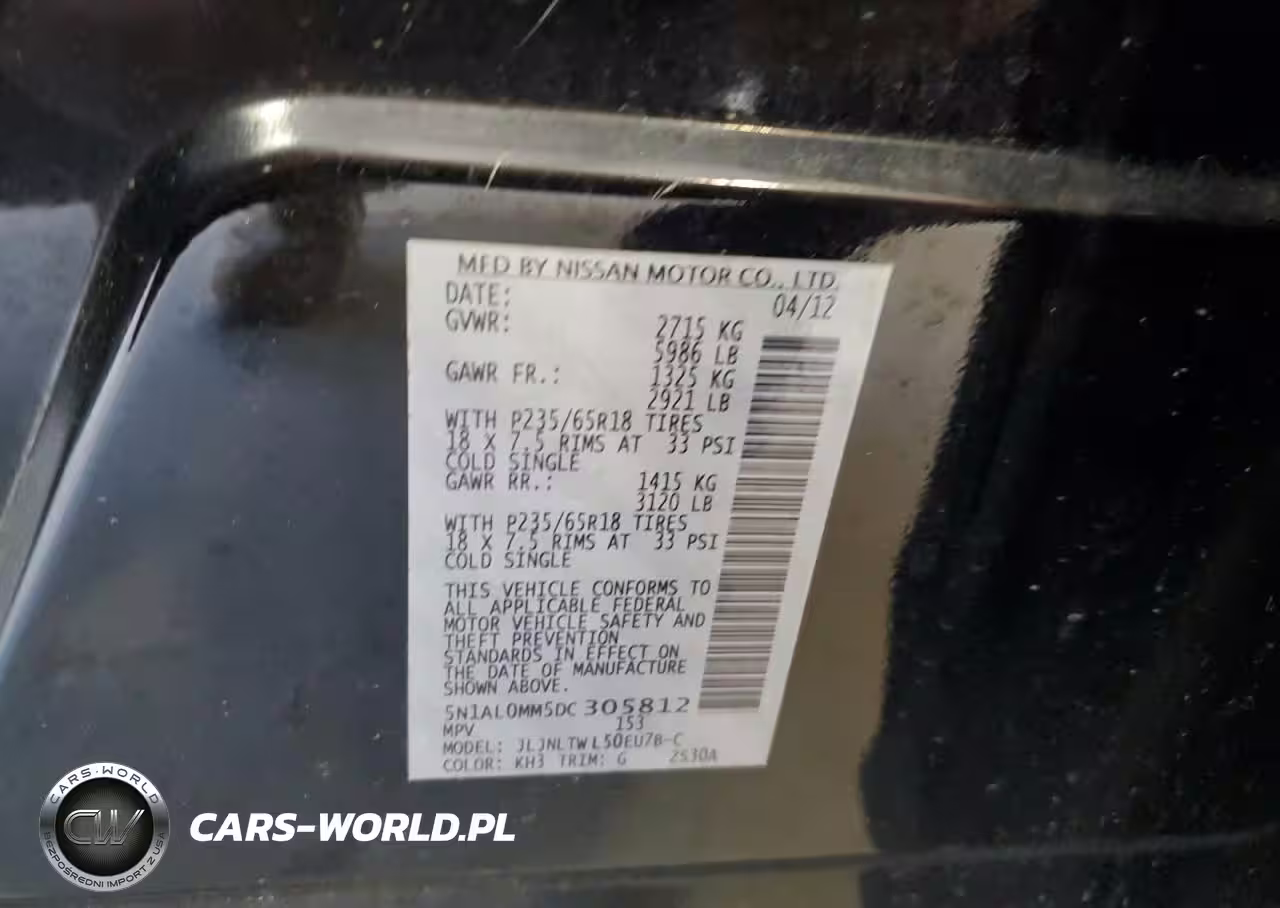 MFD BY NISSAN MOTOR CO., LTD.
DATE: 04/12
GVWR: 2715 KG
5986 LB
GAWR FR.: 1325 KG
2921 LB
WITH P235/65R18 TIRES
18 X 7.5 RIMS AT 33 PSI
COLD SINGLE
GAWR RR.: 1415 KG
3120 LB
WITH P235/65R18 TIRES
18 X 7.5 RIMS AT 33 PSI
COLD SINGLE
THIS VEHICLE CONFORMS TO
ALL APPLICABLE FEDERAL
MOTOR VEHICLE SAFETY AND
THEFT PREVENTION
STANDARDS IN EFFECT ON
THE DATE OF MANUFACTURE
SHOWN ABOVE.
5N1AL0MM5DC 305812
MPV 153
MODEL: JLJNLTWL50EU7B-C
COLOR: KH3 TRIM: G 2S30A
CARS-WORLD
CW
BEZPOŚREDNI IMPORT Z USA
CARS-WORLD.PL